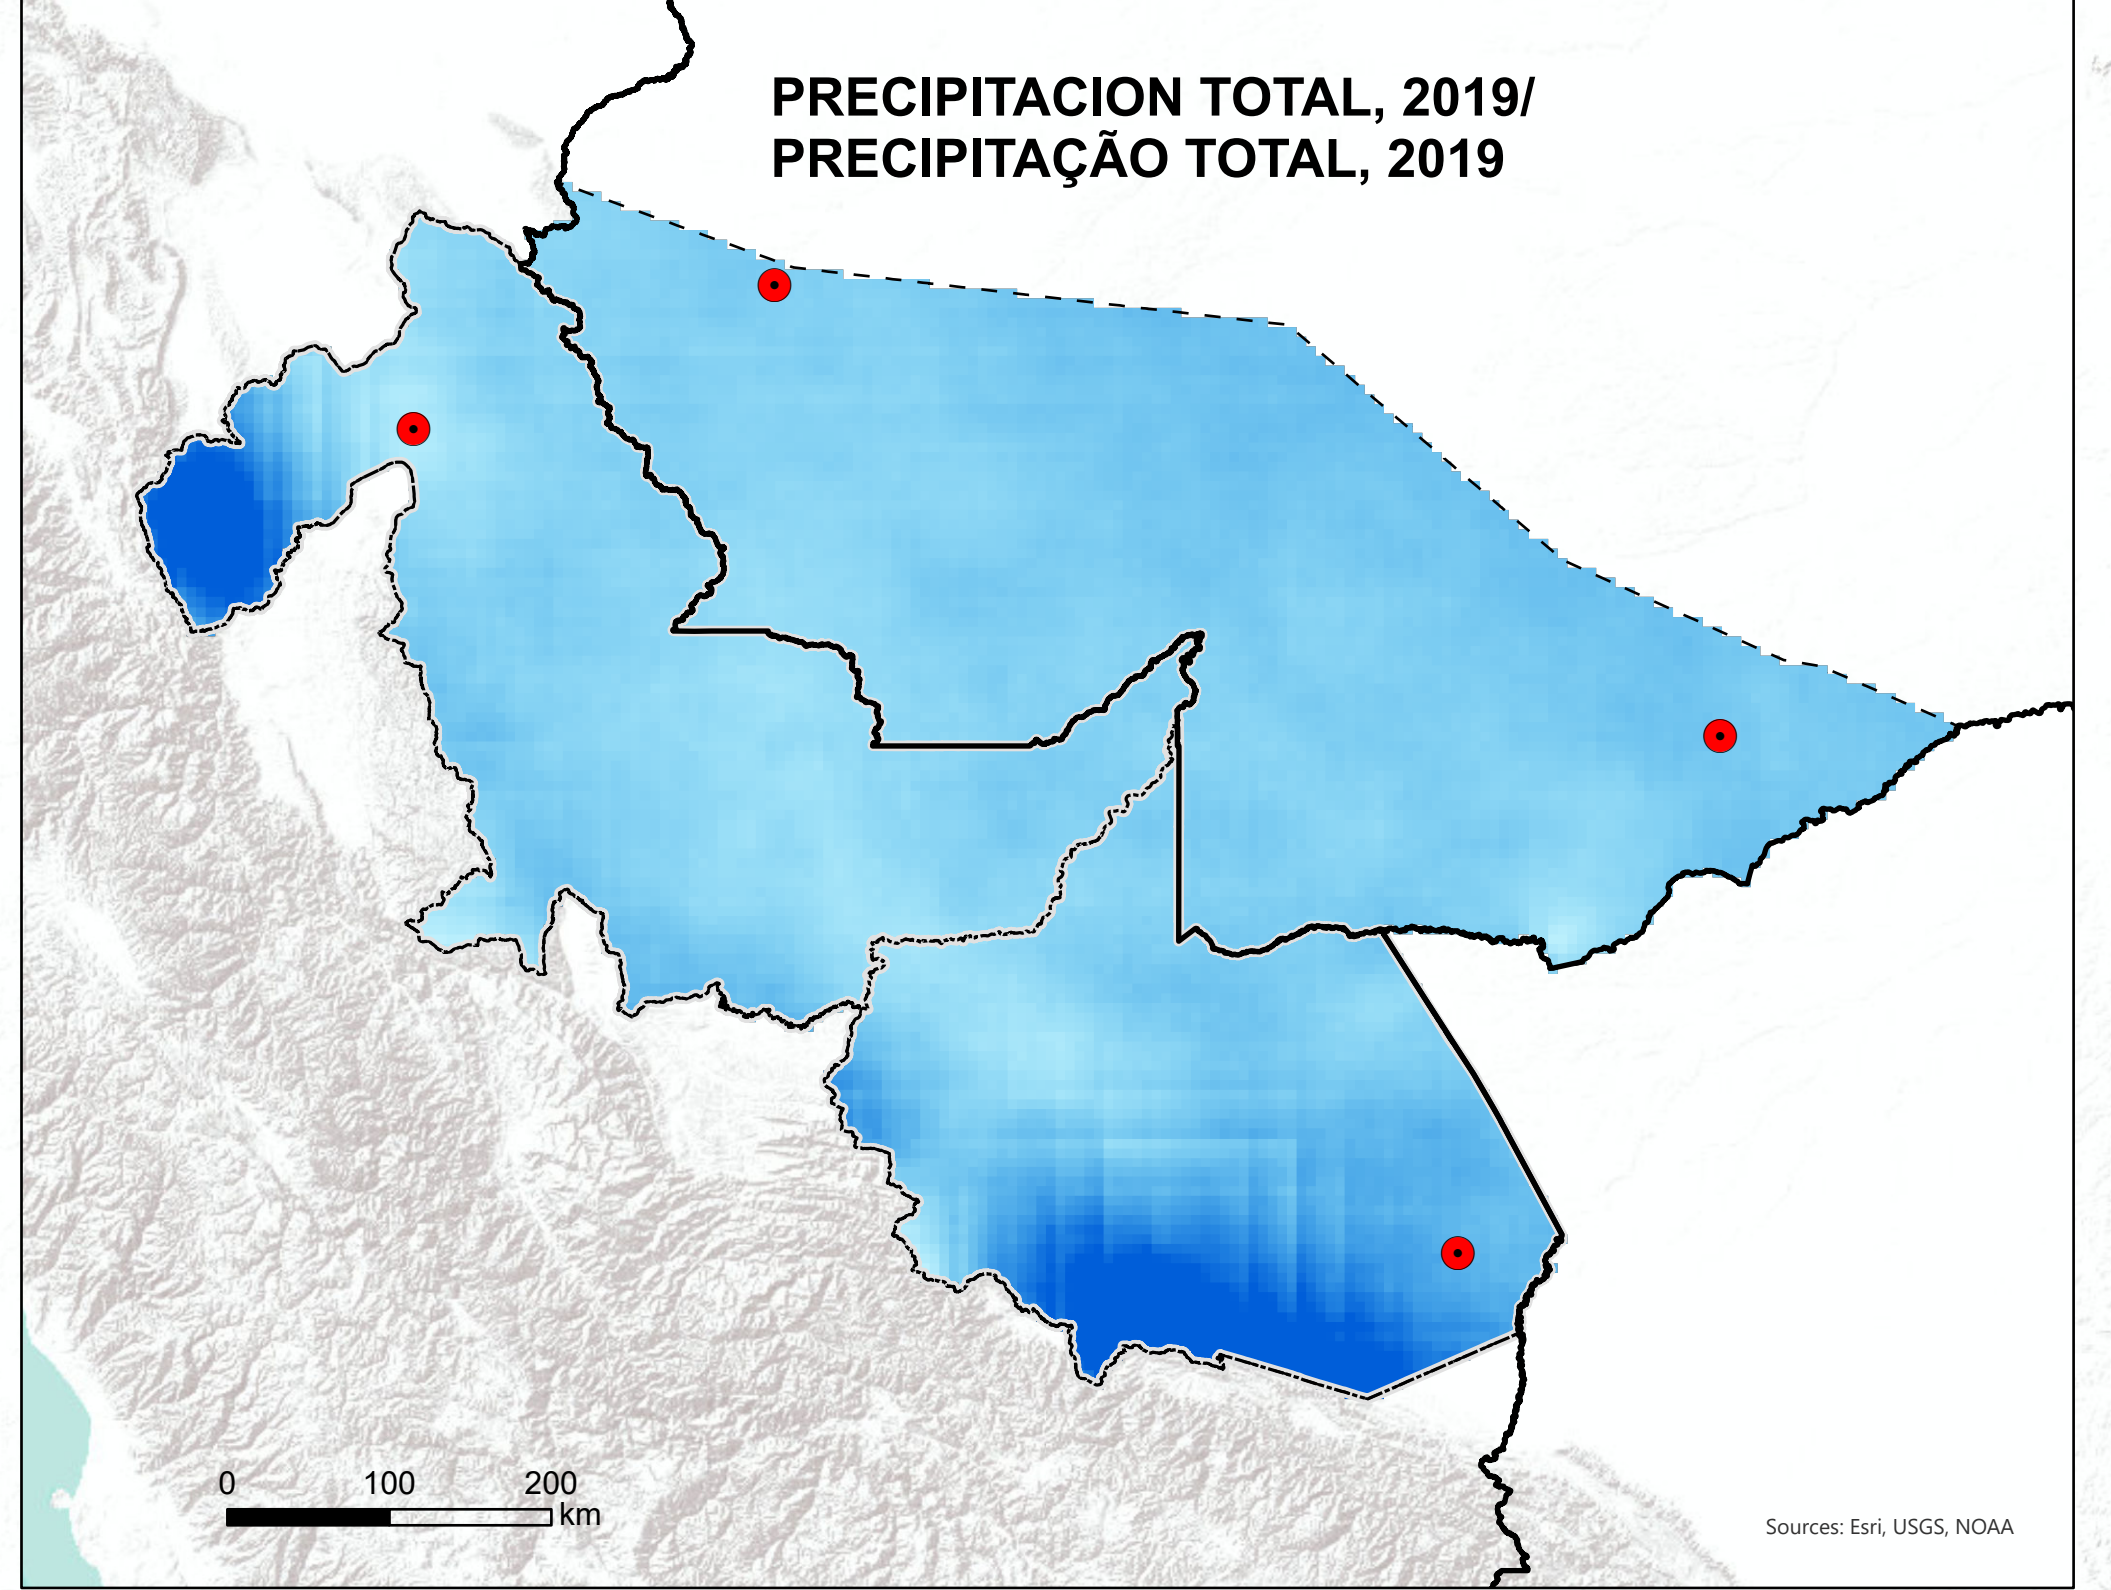 PRECIPITACION TOTAL, 2019/
PRECIPITAÇÃO TOTAL, 2019
0 100 200
km
Sources: Esri, USGS, NOAA